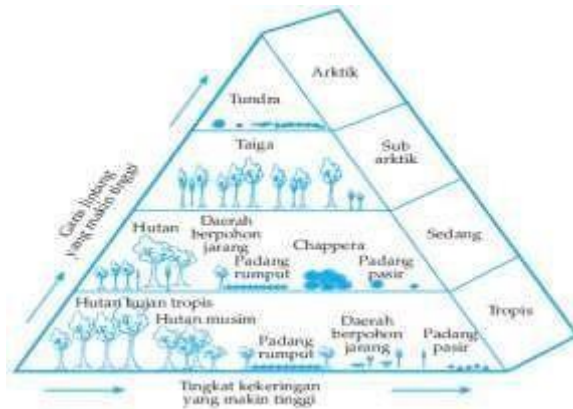 Arktik
Tundra
Taiga
Sub
arktik
Garis lintang
yang makin tinggi
Hutan
Daerah
berpohon
jarang
Padang
rumput
Chappera
Padang
pasir
Sedang
Hutan hujan tropis
Hutan musim
Padang
rumput
Daerah
berpohon
jarang
Padang
pasir
Tropis
Tingkat kekeringan
yang makin tinggi